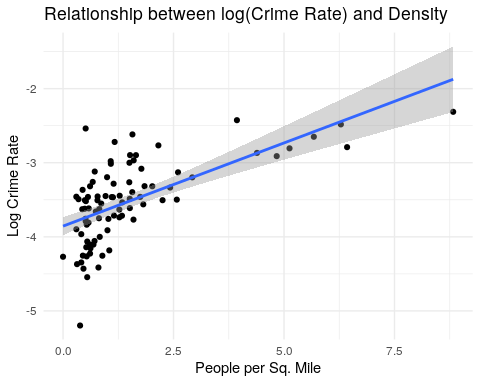 Relationship between log(Crime Rate) and Density
Log Crime Rate
-2
-3
-4
-5
0.0
2.5
5.0
7.5
People per Sq. Mile